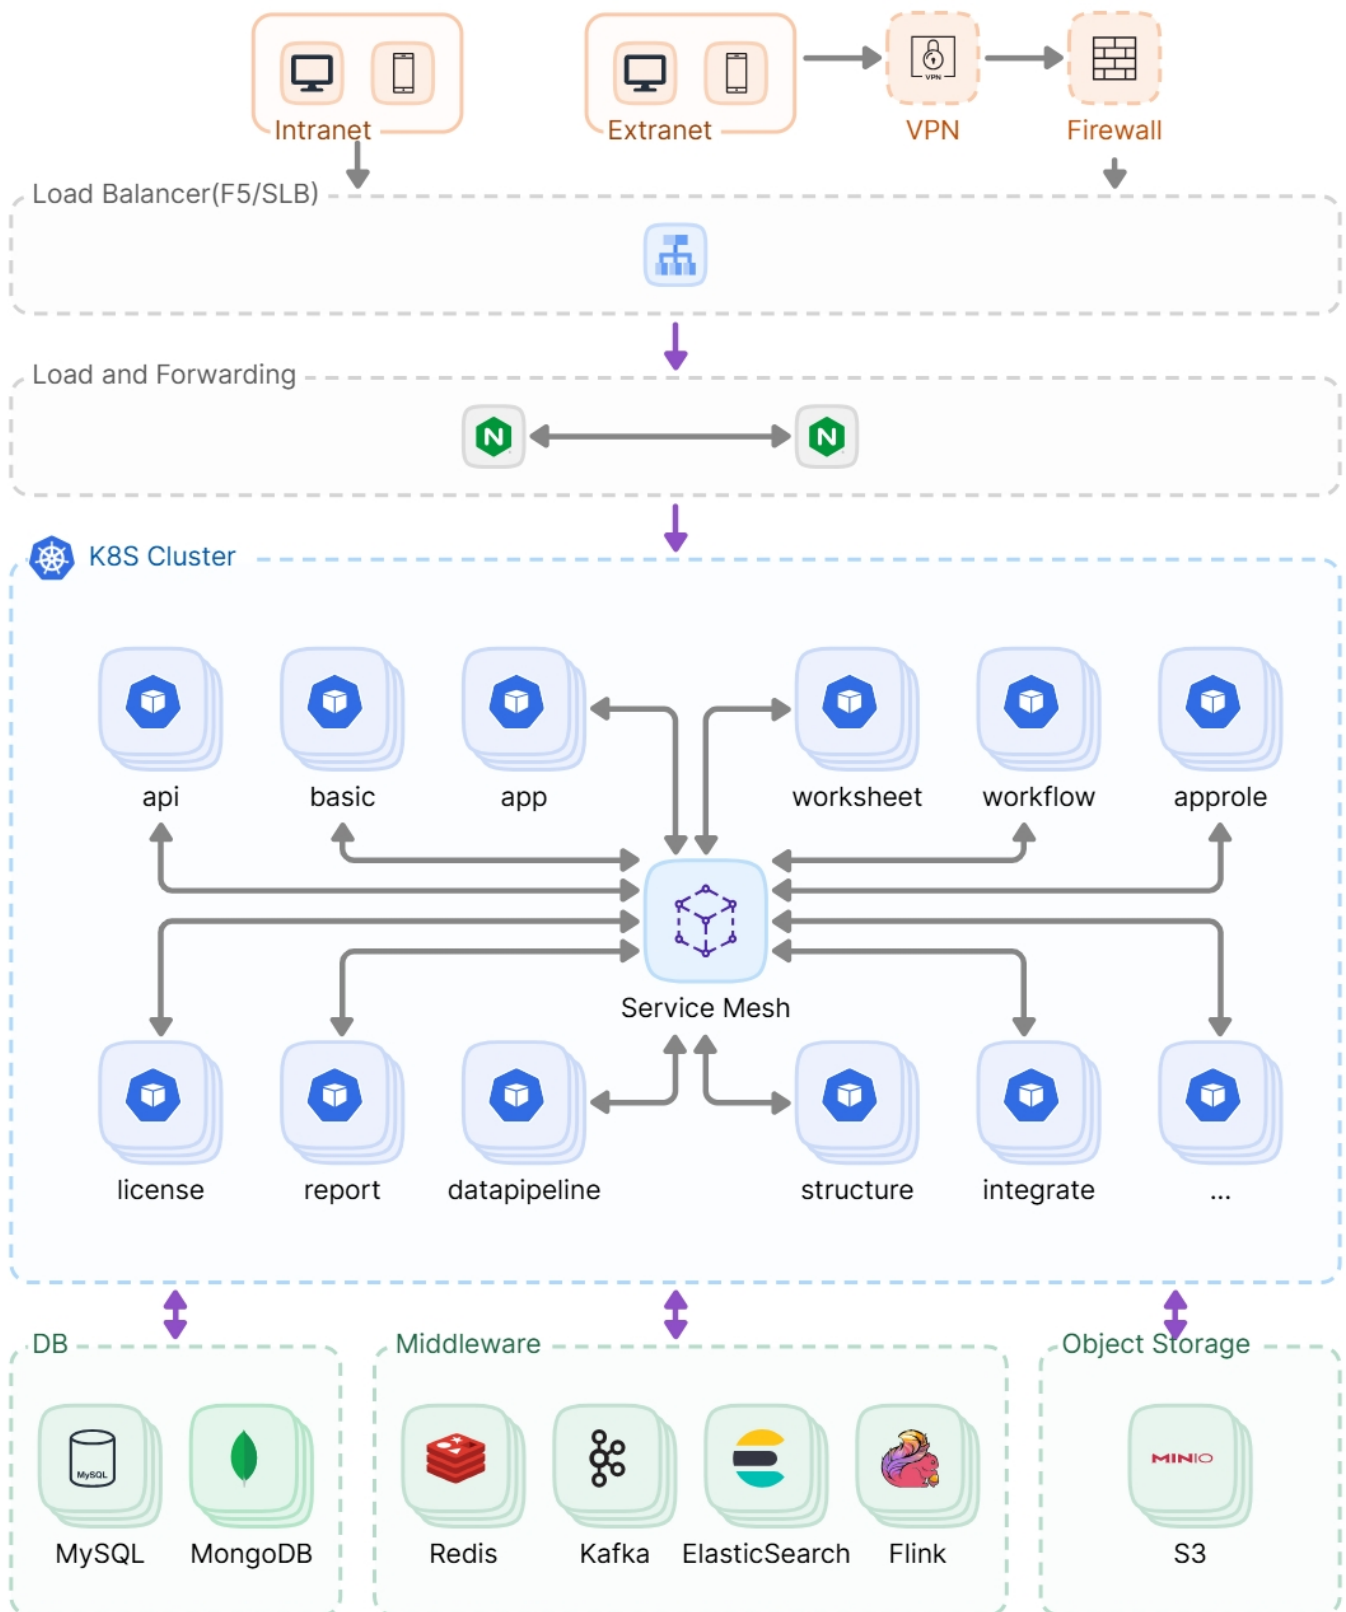 Intranet
Extranet
VPN
VPN
Firewall
Load Balancer(F5/SLB)
Load and Forwarding
N
N
K8S Cluster
api
basic
app
worksheet
workflow
approle
Service Mesh
license
report
datapipeline
structure
integrate
...
DB
Middleware
Object Storage
MySQL
MINIO
MySQL
MongoDB
Redis
Kafka
ElasticSearch
Flink
S3